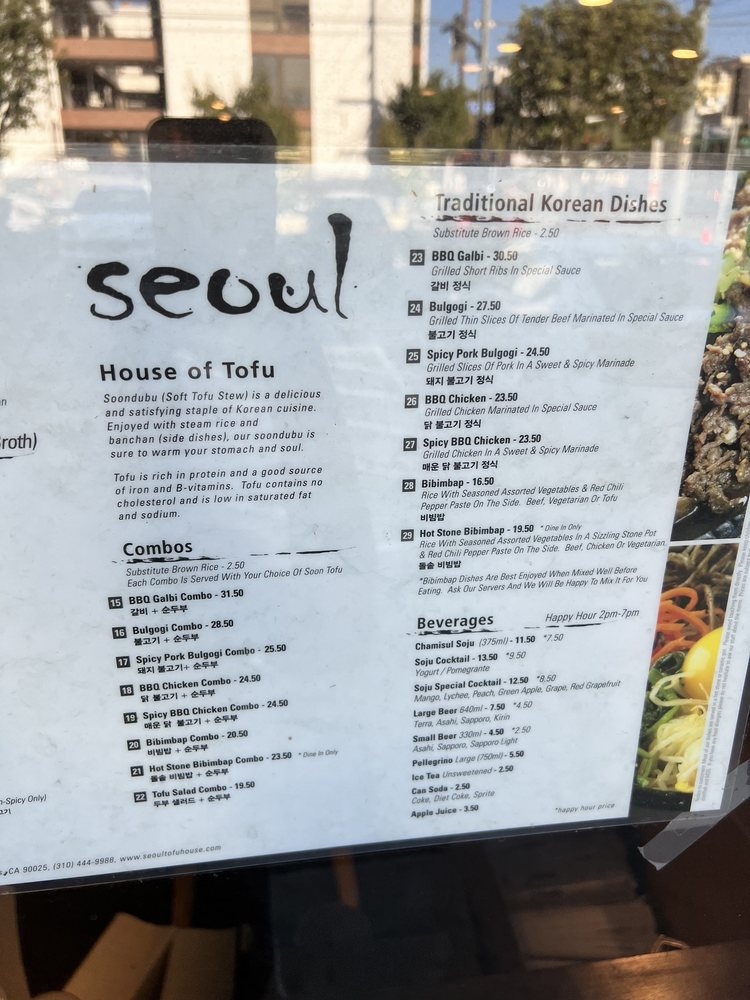 Broth)
n-Spicy Only)
CA 90025, (310) 444-9988, www.seoultofuhouse.com
seoul
House of Tofu
Soondubu (Soft Tofu Stew) is a delicious
and satisfying staple of Korean cuisine.
Enjoyed with steam rice and
banchan (side dishes), our soondubu is
sure to warm your stomach and soul.
Tofu is rich in protein and a good source
of iron and B-vitamins. Tofu contains no
cholesterol and is low in saturated fat
and sodium.
Combos
Substitute Brown Rice - 2.50
Each Combo Is Served With Your Choice Of Soon Tofu
15 BBQ Galbi Combo - 31.50
갈비 + 순두부
16 Bulgogi Combo - 28.50
불고기 + 순두부
17 Spicy Pork Bulgogi Combo - 25.50
돼지 불고기 + 순두부
18 BBQ Chicken Combo - 24.50
닭 불고기 + 순두부
19 Spicy BBQ Chicken Combo - 24.50
매운 닭 불고기 + 순두부
20 Bibimbap Combo - 20.50
비빔밥 + 순두부
21 Hot Stone Bibimbap Combo - 23.50 * Dine In Only
돌솥 비빔밥 + 순두부
22 Tofu Salad Combo - 19.50
두부 샐러드 + 순두부
Traditional Korean Dishes
Substitute Brown Rice - 2.50
23 BBQ Galbi - 30.50
Grilled Short Ribs In Special Sauce
갈비 정식
24 Bulgogi - 27.50
Grilled Thin Slices Of Tender Beef Marinated In Special Sauce
불고기 정식
25 Spicy Pork Bulgogi - 24.50
Grilled Slices Of Pork In A Sweet & Spicy Marinade
돼지 불고기 정식
26 BBQ Chicken - 23.50
Grilled Chicken Marinated In Special Sauce
닭 불고기 정식
27 Spicy BBQ Chicken - 23.50
Grilled Chicken In A Sweet & Spicy Marinade
매운 닭 불고기 정식
28 Bibimbap - 16.50
Rice With Seasoned Assorted Vegetables & Red Chili
Pepper Paste On The Side. Beef, Vegetarian Or Tofu
비빔밥
29 Hot Stone Bibimbap - 19.50 * Dine In Only
Rice With Seasoned Assorted Vegetables In A Sizzling Stone Pot
& Red Chili Pepper Paste On The Side. Beef, Chicken Or Vegetarian
돌솥 비빔밥
*Bibimbap Dishes Are Best Enjoyed When Mixed Well Before
Eating. Ask Our Servers And We Will Be Happy To Mix It For You
Beverages Happy Hour 2pm-7pm
Chamisul Soju (375ml) - 11.50 *7.50
Soju Cocktail - 13.50 *9.50
Yogurt / Pomegrante
Soju Special Cocktail - 12.50 *8.50
Mango, Lychee, Peach, Green Apple, Grape, Red Grapefruit
Large Beer 640ml - 7.50 *4.50
Terra, Asahi, Sapporo, Kirin
Small Beer 330ml - 4.50 *2.50
Asahi, Sapporo, Sapporo Light
Pellegrino Large (750ml) - 5.50
Ice Tea Unsweetened - 2.50
Can Soda - 2.50
Coke, Diet Coke, Sprite
Apple Juice - 3.50
*happy hour price